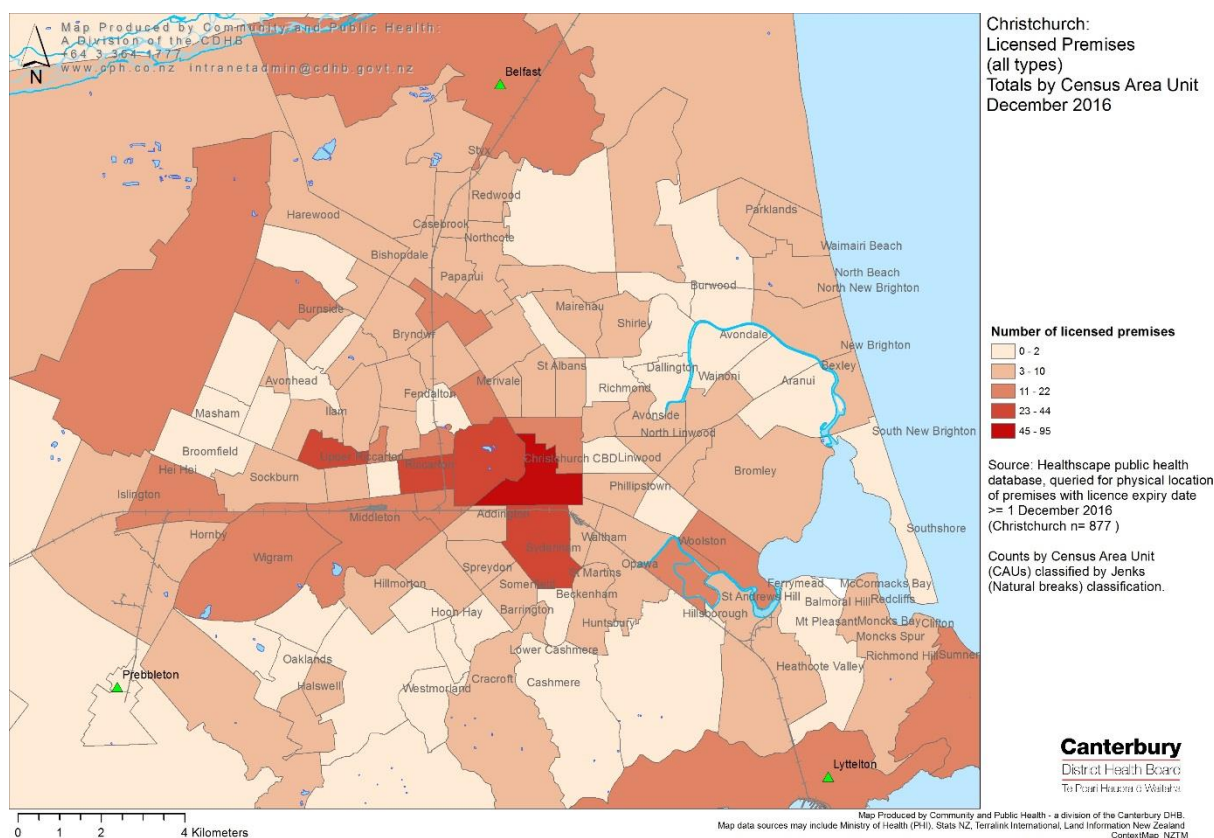 Map Produced by Community and Public Health:
A Division of the CDHB
+64 3 364 1777
www.cph.co.nz intranetadmin@cdhb.govt.nz
N
Christchurch:
Licensed Premises
(all types)
Totals by Census Area Unit
December 2016
Belfast
Styx
Redwood
Parklands
Harewood
Casebrook
Northcote
Waimairi Beach
Bishopdale
Papanui
North Beach
Burwood
North New Brighton
Burnside
Mairehau
Shirley
Bryndwr
Avondale
New Brighton
Number of licensed premises
0 - 2
3 - 10
11 - 22
23 - 44
45 - 95
Avonhead
Merivale
St Albans
Dallington
Bexley
Fendalton
Richmond
Wainoni
Aranui
Masham
Ilam
Avonside
North Linwood
South New Brighton
Broomfield
Upper Riccarton
Riccarton
Christchurch CBD
Linwood
Hei Hei
Sockburn
Bromley
Islington
Phillipstown
Source: Healthscape public health
database, queried for physical location
of premises with licence expiry date
>= 1 December 2016
(Christchurch n= 877 )
Middleton
Addington
Southshore
Hornby
Waltham
Woolston
Sydenham
Wigram
Spreydon
Opawa
Counts by Census Area Unit
(CAUs) classified by Jenks
(Natural breaks) classification.
Hillmorton
Somerfield
St Martins
Ferrymead
McCormacks Bay
Beckenham
St Andrews Hill
Balmoral Hill
Redcliffs
Hoon Hay
Barrington
Hillsborough
Huntsbury
Mt Pleasant
Moncks Bay
Clifton
Moncks Spur
Lower Cashmere
Oaklands
Richmond Hill
Sumner
Heathcote Valley
Prebbleton
Halswell
Westmorland
Cracroft
Cashmere
Lyttelton
Canterbury
District Health Board
Te Poari Hauora ō Waitaha
0 1 2 4 Kilometers
Map Produced by Community and Public Health - a division of the Canterbury DHB.
Map data sources may include Ministry of Health (PHI), Stats NZ, Terralink International, Land Information New Zealand
ContextMap_NZTM